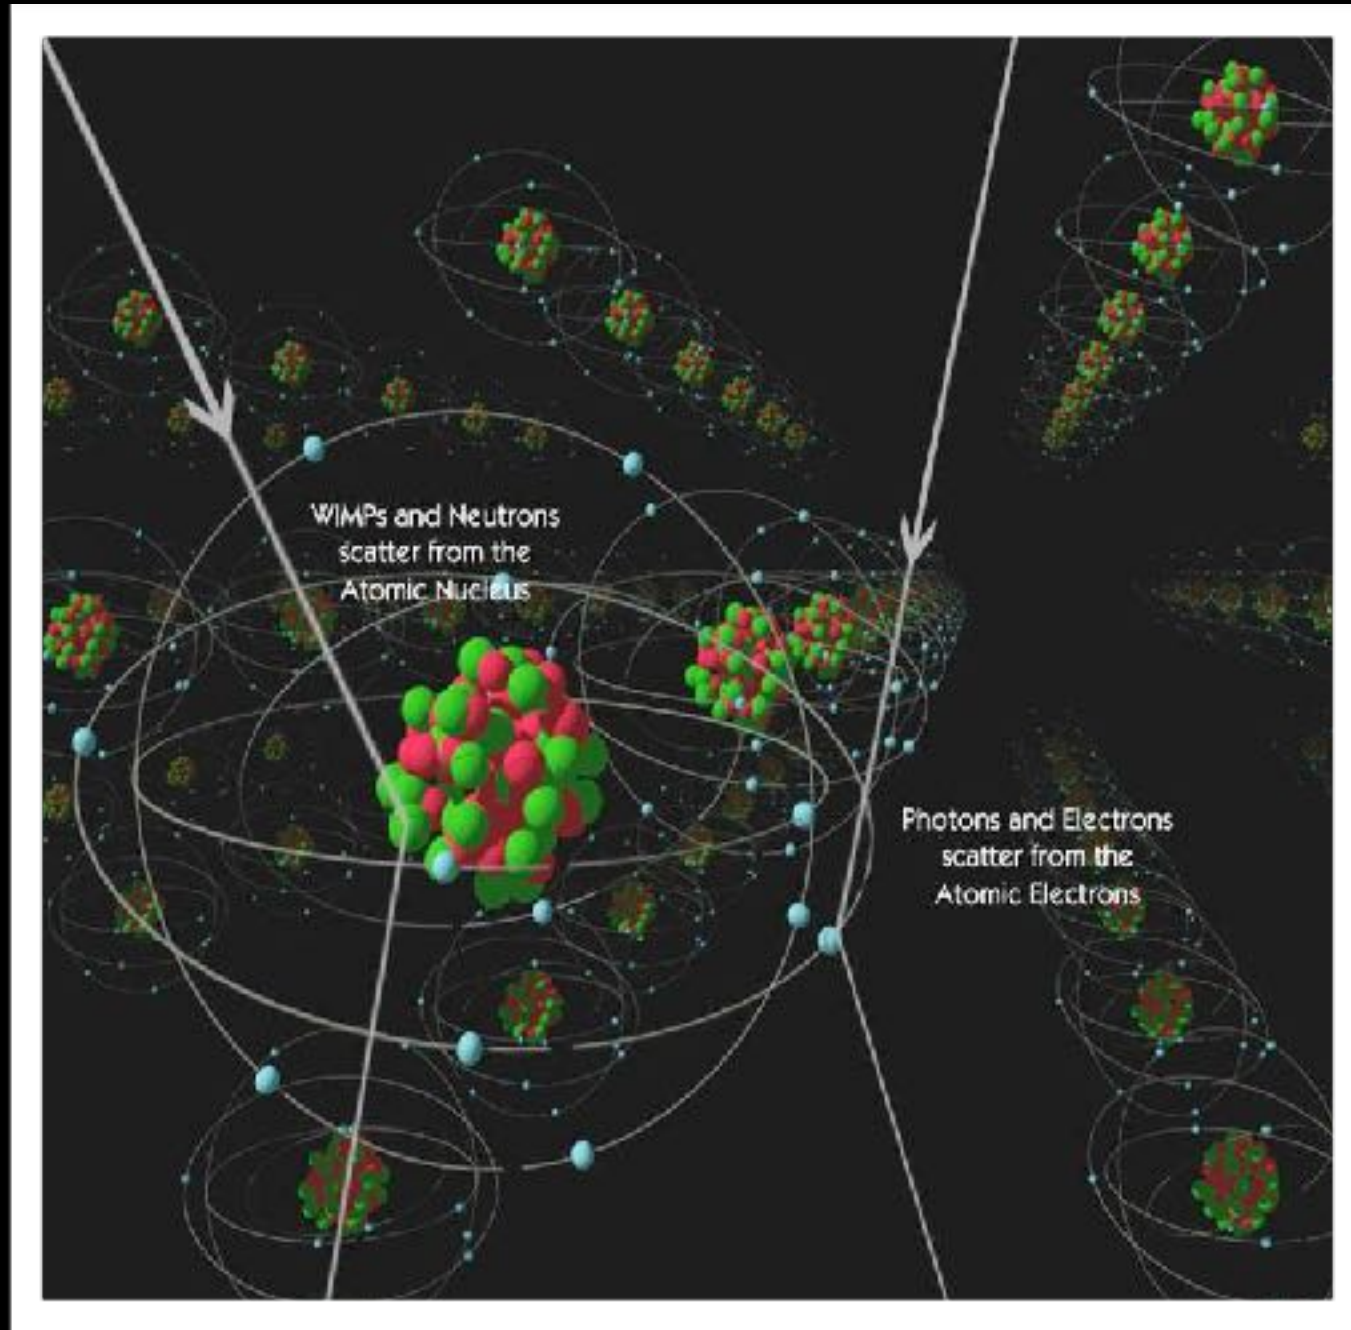 WIMPs and Neutrons
scatter from the
Atomic Nucleus
Photons and Electrons
scatter from the
Atomic Electrons